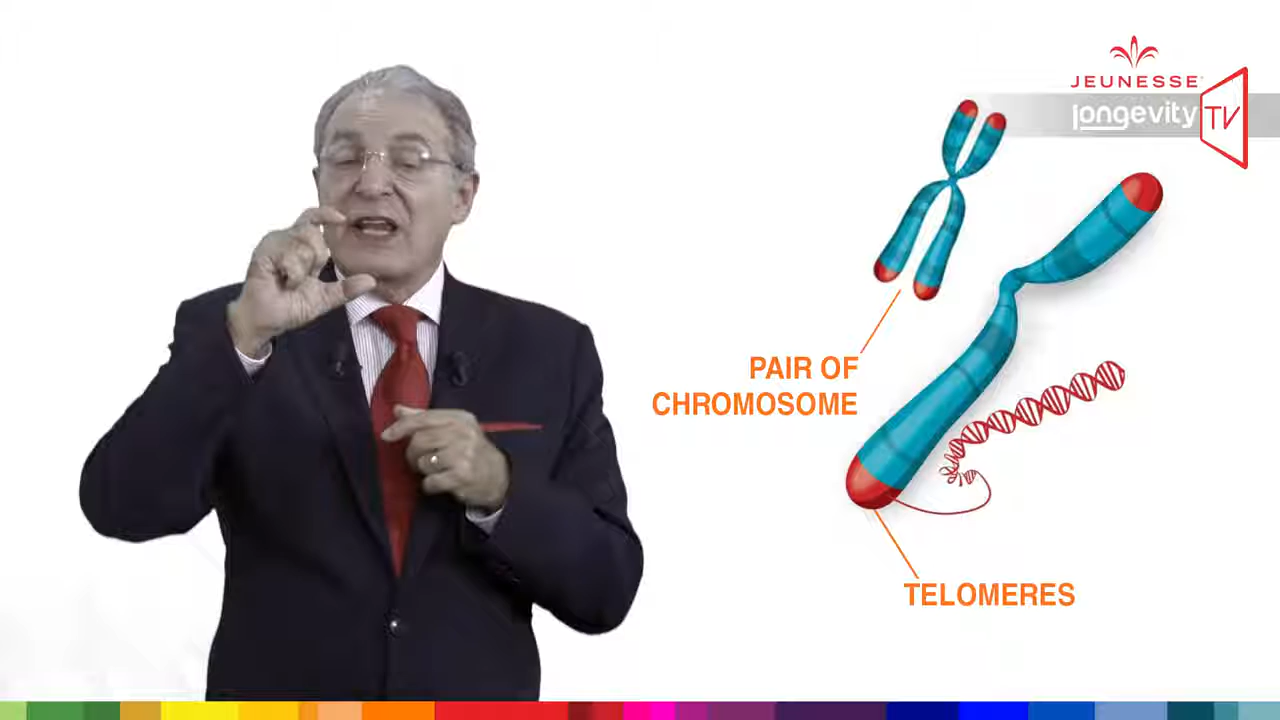 JEUNESSE
longevity TV
PAIR OF
CHROMOSOME
TELOMERES